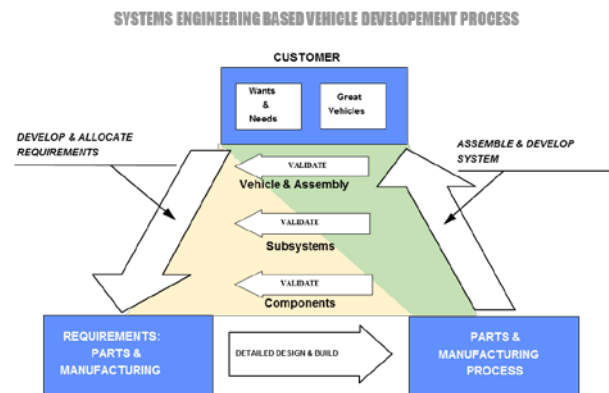 SYSTEMS ENGINEERING BASED VEHICLE DEVELOPEMENT PROCESS
CUSTOMER
Wants
&
Needs
Great
Vehicles
DEVELOP & ALLOCATE
REQUIREMENTS
ASSEMBLE & DEVELOP
SYSTEM
VALIDATE
Vehicle & Assembly
VALIDATE
Subsystems
VALIDATE
Components
REQUIREMENTS:
PARTS &
MANUFACTURING
DETAILED DESIGN & BUILD
PARTS &
MANUFACTURING
PROCESS